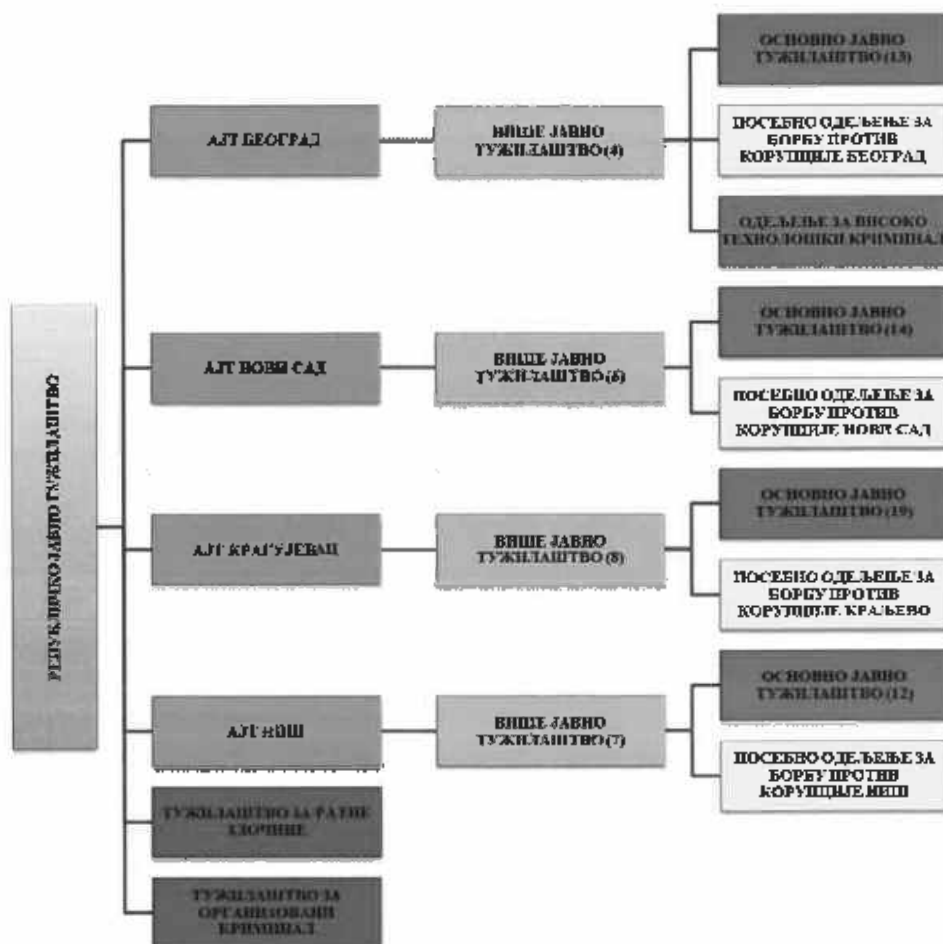 РЕПУБЛИЧКО ЈАВНО ТУЖИЛАШТВО
АЈТ БЕОГРАД
ВИШЕ ЈАВНО
ТУЖИЛАШТВО (4)
ОСНОВНО ЈАВНО
ТУЖИЛАШТВО (13)
ПОСЕБНО ОДЕЉЕЊЕ ЗА
БОРБУ ПРОТИВ
КОРУПЦИЈЕ БЕОГРАД
ОДЕЉЕЊЕ ЗА ВИСОКО
ТЕХНОЛОШКИ КРИМИНАЛ
АЈТ НОВИ САД
ВИШЕ ЈАВНО
ТУЖИЛАШТВО (6)
ОСНОВНО ЈАВНО
ТУЖИЛАШТВО (14)
ПОСЕБНО ОДЕЉЕЊЕ ЗА
БОРБУ ПРОТИВ
КОРУПЦИЈЕ НОВИ САД
АЈТ КРАГУЈЕВАЦ
ВИШЕ ЈАВНО
ТУЖИЛАШТВО (8)
ОСНОВНО ЈАВНО
ТУЖИЛАШТВО (19)
ПОСЕБНО ОДЕЉЕЊЕ ЗА
БОРБУ ПРОТИВ
КОРУПЦИЈЕ КРАЉЕВО
АЈТ НИШ
ВИШЕ ЈАВНО
ТУЖИЛАШТВО (7)
ОСНОВНО ЈАВНО
ТУЖИЛАШТВО (12)
ПОСЕБНО ОДЕЉЕЊЕ ЗА
БОРБУ ПРОТИВ
КОРУПЦИЈЕ НИШ
ТУЖИЛАШТВО ЗА РАТНЕ
ЗЛОЧИНЕ
ТУЖИЛАШТВО ЗА
ОРГАНИЗОВАНИ
КРИМИНАЛ